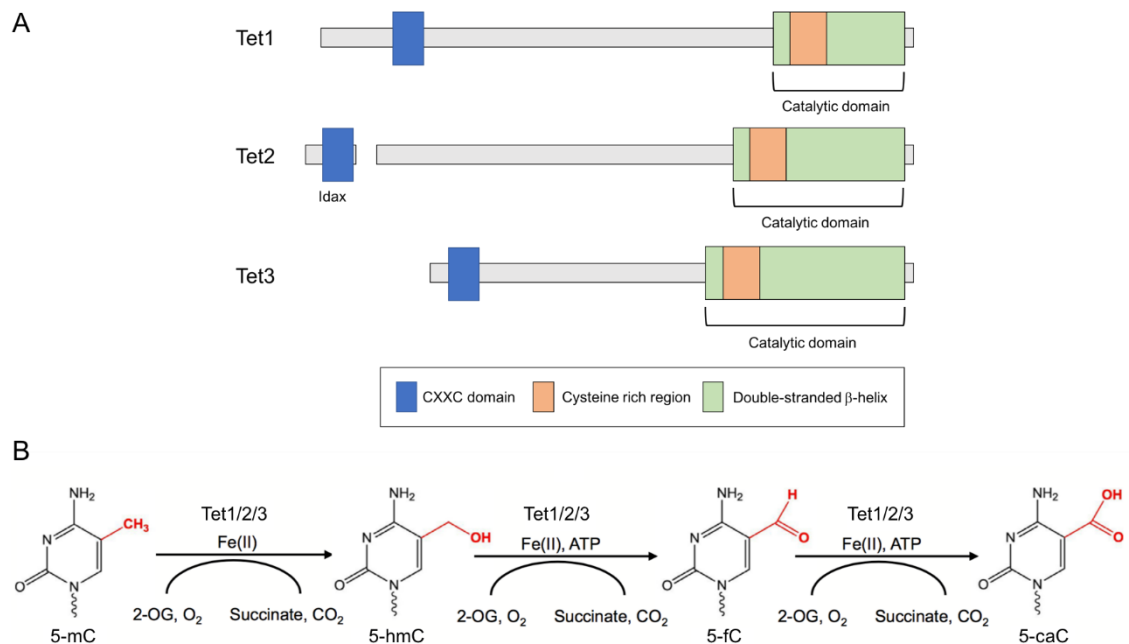 A
Tet1
Catalytic domain
Tet2
Idax
Catalytic domain
Tet3
Catalytic domain
CXXC domain Cysteine rich region Double-stranded β-helix
B
NH₂ CH₃ N O N 5-mC
Tet1/2/3
Fe(II)
2-OG, O₂ Succinate, CO₂
NH₂ OH N O N 5-hmC
Tet1/2/3
Fe(II), ATP
2-OG, O₂ Succinate, CO₂
NH₂ H O N O N 5-fC
Tet1/2/3
Fe(II), ATP
2-OG, O₂ Succinate, CO₂
NH₂ OH O N O N 5-caC